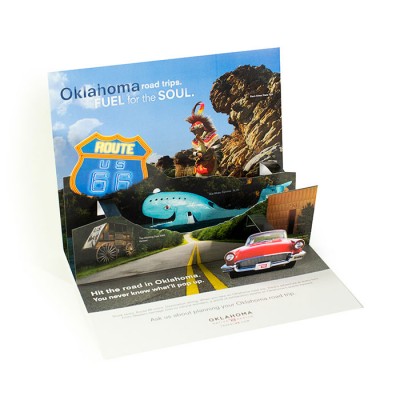 Oklahoma road trips.
FUEL for the SOUL.
ROUTE
US
66
Hit the road in Oklahoma.
You never know what'll pop up.
Ask us about planning your Oklahoma road trip.
OKLAHOMA